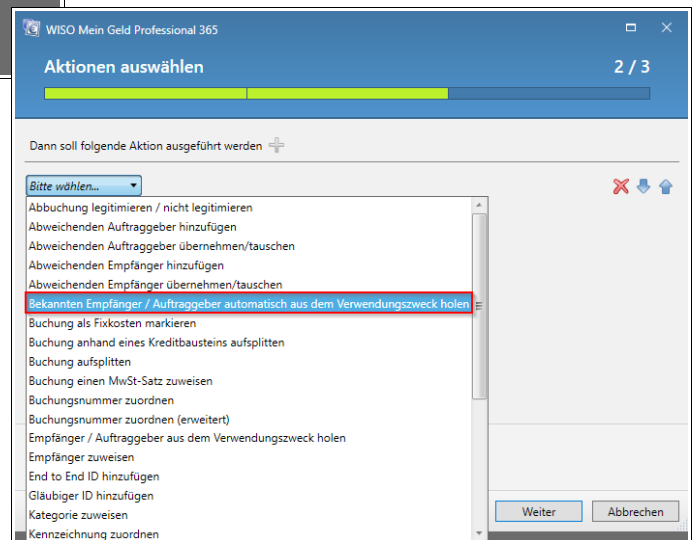 WISO Mein Geld Professional 365
Aktionen auswählen 2 / 3
Dann soll folgende Aktion ausgeführt werden
Bitte wählen...
Abbuchung legitimieren / nicht legitimieren
Abweichenden Auftraggeber hinzufügen
Abweichenden Auftraggeber übernehmen/tauschen
Abweichenden Empfänger hinzufügen
Abweichenden Empfänger übernehmen/tauschen
Bekannten Empfänger / Auftraggeber automatisch aus dem Verwendungszweck holen
Buchung als Fixkosten markieren
Buchung anhand eines Kreditbausteins aufsplitten
Buchung aufsplitten
Buchung einen MwSt-Satz zuweisen
Buchungsnummer zuordnen
Buchungsnummer zuordnen (erweitert)
Empfänger / Auftraggeber aus dem Verwendungszweck holen
Empfänger zuweisen
End to End ID hinzufügen
Gläubiger ID hinzufügen
Kategorie zuweisen
Kennzeichnung zuordnen
Weiter Abbrechen